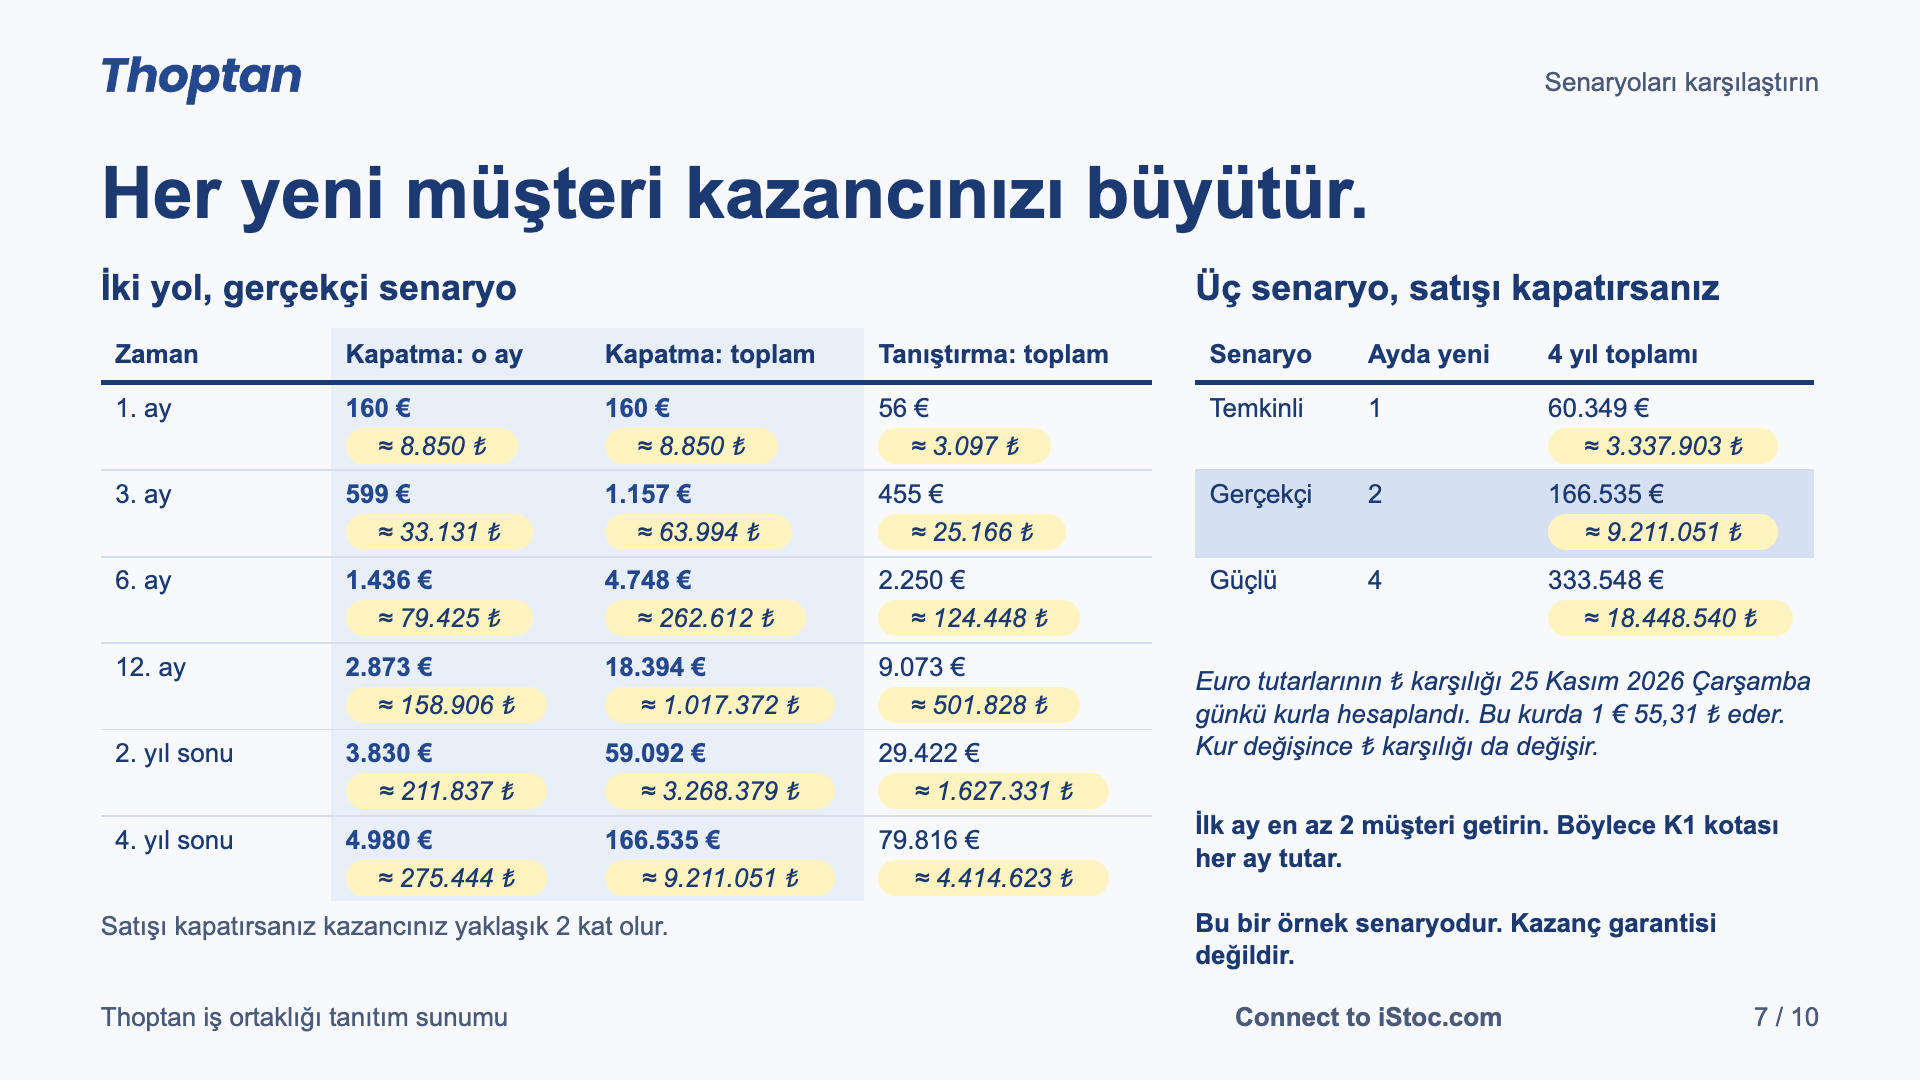 Thoptan
Senaryoları karşılaştırın
Her yeni müşteri kazancınızı büyütür.
İki yol, gerçekçi senaryo
Zaman Kapatma: o ay Kapatma: toplam Tanıştırma: toplam
1. ay 160 € 160 € 56 €
≈ 8.850 ₺ ≈ 8.850 ₺ ≈ 3.097 ₺
3. ay 599 € 1.157 € 455 €
≈ 33.131 ₺ ≈ 63.994 ₺ ≈ 25.166 ₺
6. ay 1.436 € 4.748 € 2.250 €
≈ 79.425 ₺ ≈ 262.612 ₺ ≈ 124.448 ₺
12. ay 2.873 € 18.394 € 9.073 €
≈ 158.906 ₺ ≈ 1.017.372 ₺ ≈ 501.828 ₺
2. yıl sonu 3.830 € 59.092 € 29.422 €
≈ 211.837 ₺ ≈ 3.268.379 ₺ ≈ 1.627.331 ₺
4. yıl sonu 4.980 € 166.535 € 79.816 €
≈ 275.444 ₺ ≈ 9.211.051 ₺ ≈ 4.414.623 ₺
Satışı kapatırsanız kazancınız yaklaşık 2 kat olur.
Üç senaryo, satışı kapatırsanız
Senaryo Ayda yeni 4 yıl toplamı
Temkinli 1 60.349 €
≈ 3.337.903 ₺
Gerçekçi 2 166.535 €
≈ 9.211.051 ₺
Güçlü 4 333.548 €
≈ 18.448.540 ₺
Euro tutarlarının ₺ karşılığı 25 Kasım 2026 Çarşamba
günkü kurla hesaplandı. Bu kurda 1 € 55,31 ₺ eder.
Kur değişince ₺ karşılığı da değişir.
İlk ay en az 2 müşteri getirin. Böylece K1 kotası
her ay tutar.
Bu bir örnek senaryodur. Kazanç garantisi
değildir.
Thoptan iş ortaklığı tanıtım sunumu
Connect to iStoc.com
7 / 10